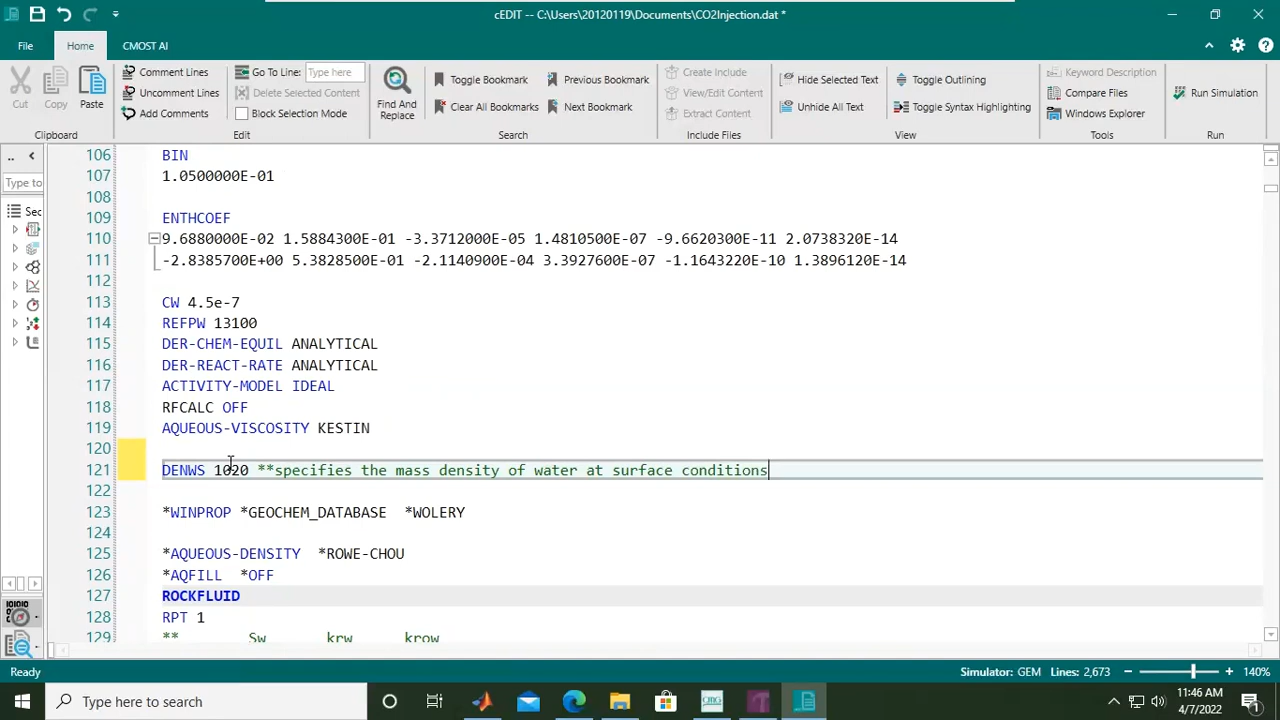 cEDIT -- C:\Users\20120119\Documents\CO2Injection.dat *
File Home CMOST AI
Cut Copy Paste
Clipboard
Comment Lines
Uncomment Lines
Add Comments
Go To Line: Type here
Delete Selected Content
Block Selection Mode
Edit
Find And Replace
Toggle Bookmark
Clear All Bookmarks
Previous Bookmark
Next Bookmark
Search
Create Include
View/Edit Content
Extract Content
Include Files
Hide Selected Text
Unhide All Text
Toggle Outlining
Toggle Syntax Highlighting
View
Keyword Description
Compare Files
Windows Explorer
Tools
Run Simulation
Run
..
Type to
Sec
106 BIN
107 1.0500000E-01
108
109 ENTHCOEF
110 9.6880000E-02 1.5884300E-01 -3.3712000E-05 1.4810500E-07 -9.6620300E-11 2.0738320E-14
111 -2.8385700E+00 5.3828500E-01 -2.1140900E-04 3.3927600E-07 -1.1643220E-10 1.3896120E-14
112
113 CW 4.5e-7
114 REFPW 13100
115 DER-CHEM-EQUIL ANALYTICAL
116 DER-REACT-RATE ANALYTICAL
117 ACTIVITY-MODEL IDEAL
118 RFCALC OFF
119 AQUEOUS-VISCOSITY KESTIN
120
121 DENWS 1020 **specifies the mass density of water at surface conditions
122
123 *WINPROP *GEOCHEM_DATABASE *WOLERY
124
125 *AQUEOUS-DENSITY *ROWE-CHOU
126 *AQFILL *OFF
127 ROCKFLUID
128 RPT 1
129 ** Sw krw krow
Ready
Simulator: GEM Lines: 2,673 140%
Type here to search
11:46 AM
4/7/2022